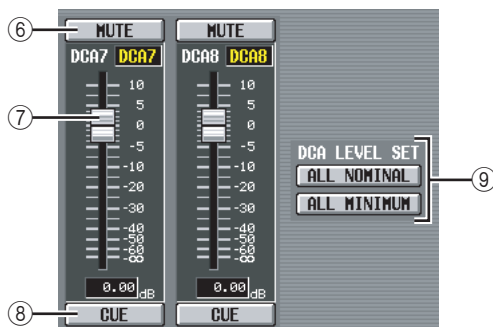 ⑥ MUTE MUTE
DCA7 DCA7 DCA8 DCA8
10 10
5 5
⑦ 0 0
-5 -5
DCA LEVEL SET
-10 -10
ALL NOMINAL ⑨
-20 -20
ALL MINIMUM
-30 -30
-40 -40
-50 -50
-60 -60
-∞ -∞
0.00 dB 0.00 dB
⑧ CUE CUE